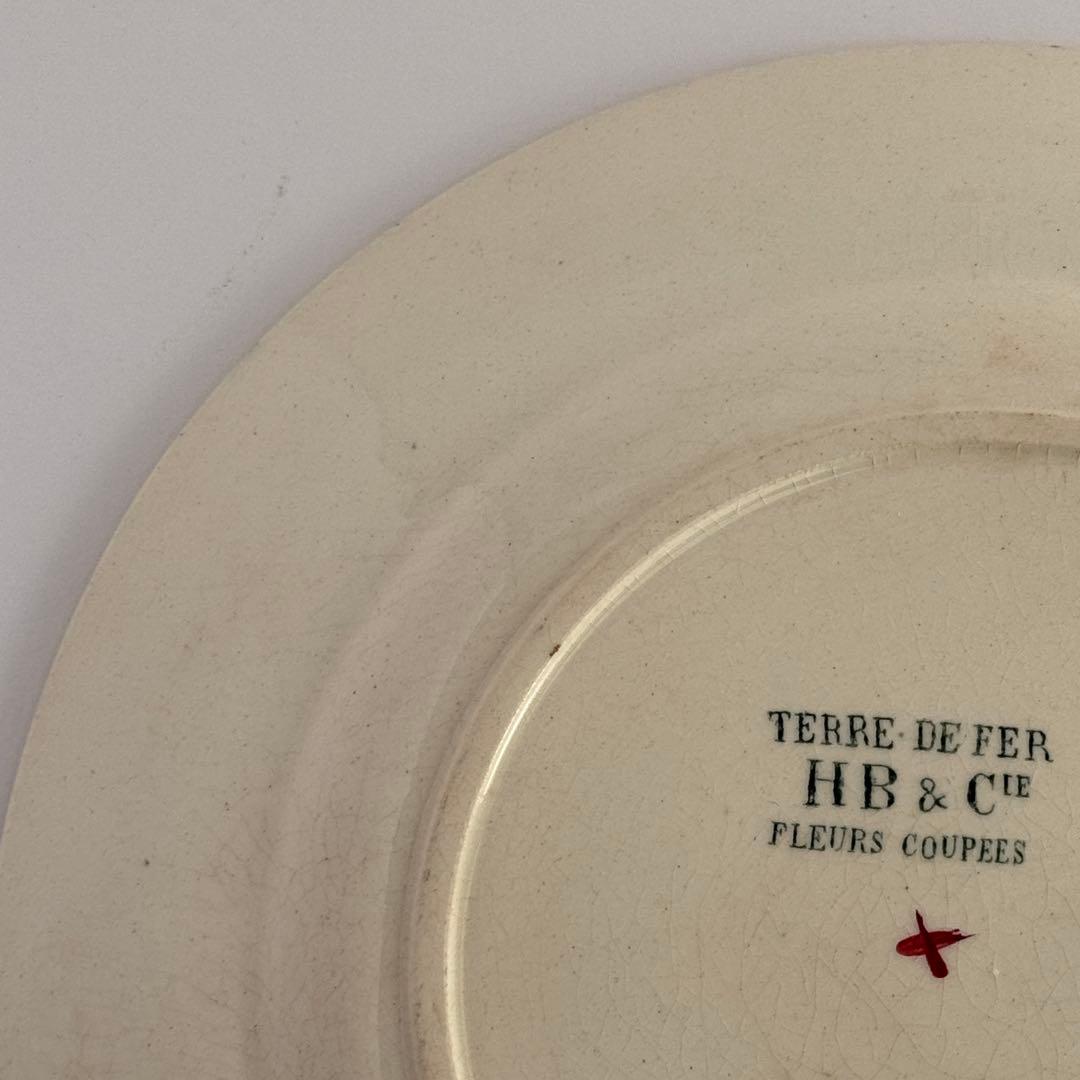 TERRE·DE FER
HB & CIE
FLEURS COUPEES